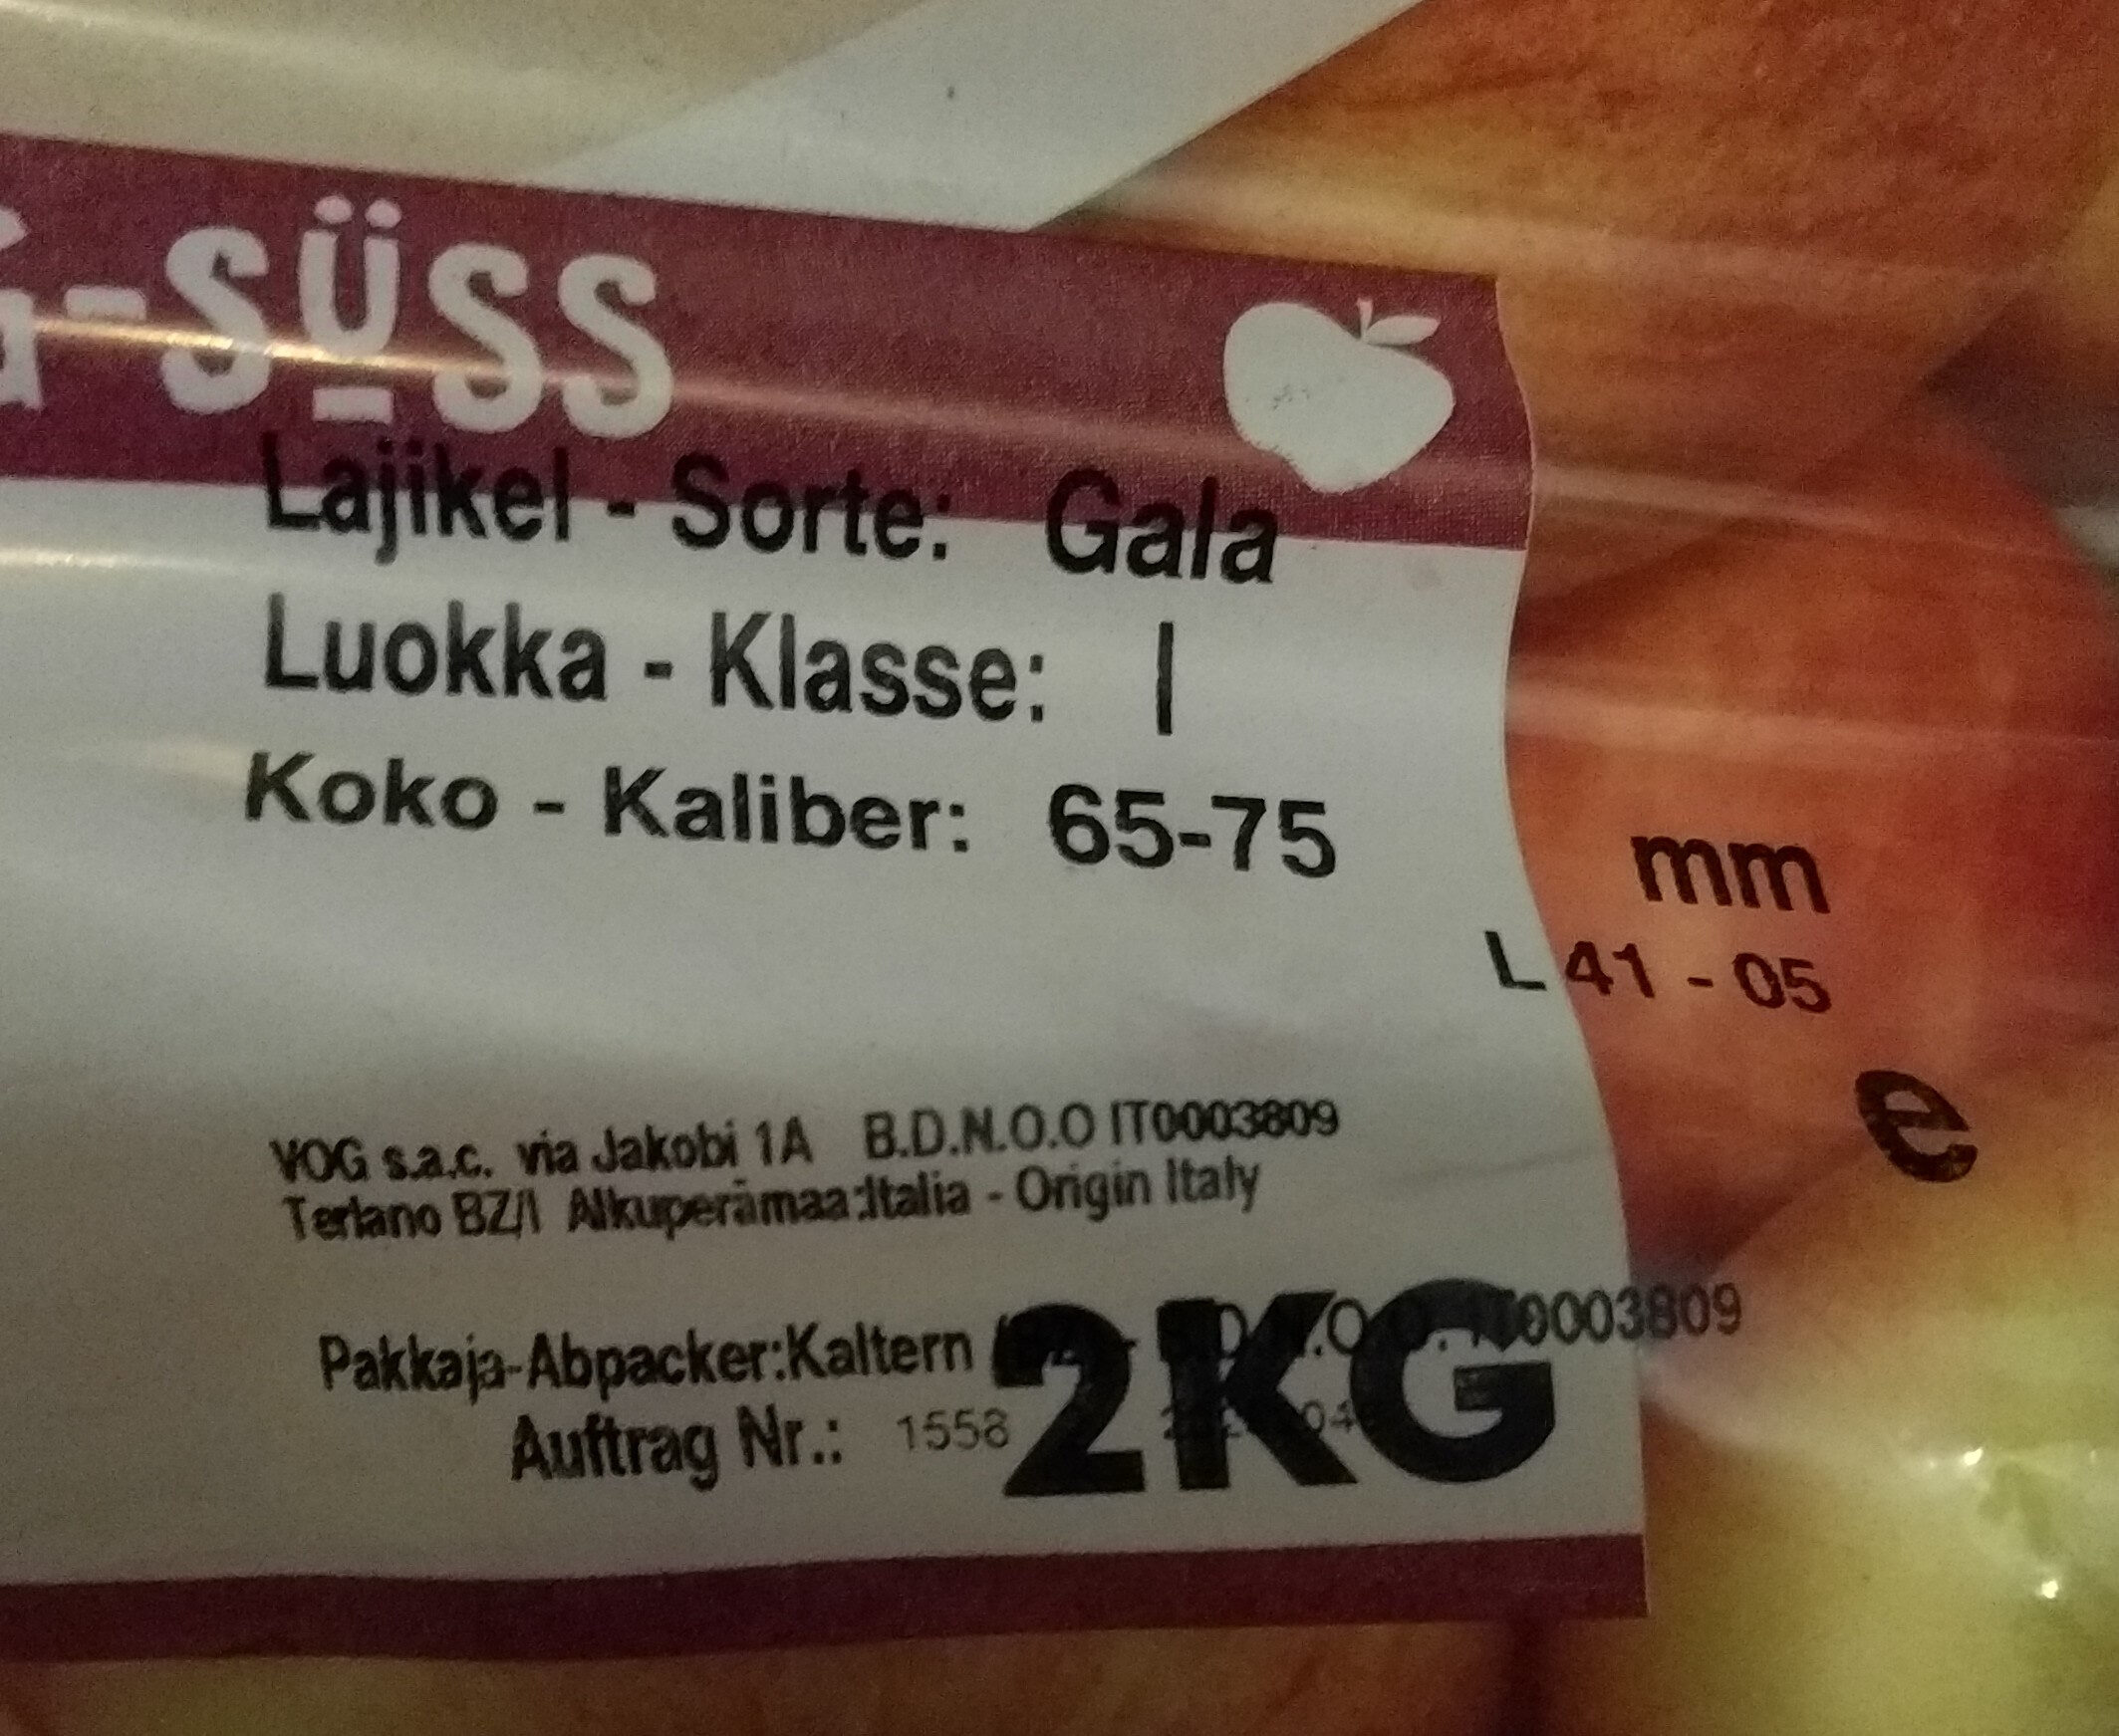 -süss
Lajikel - Sorte: Gala
Luokka - Klasse: I
Koko - Kaliber: 65-75 mm
L 41 - 05
e
VOG s.a.c. via Jakobi 1A B.D.N.O.O IT0003809
Terlano BZ/I Alkuperämaa:Italia - Origin Italy
Pakkaja-Abpacker:Kaltern IT0003809
Auftrag Nr.: 1558
2KG